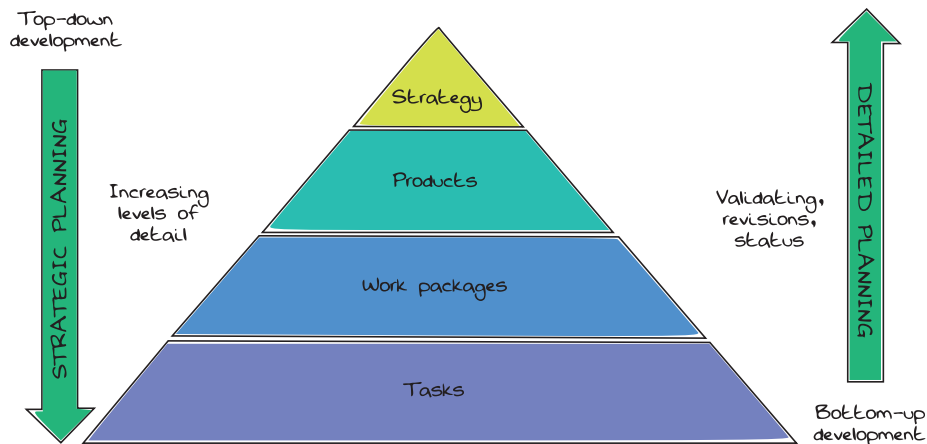 Top-down
development
STRATEGIC PLANNING
Increasing
levels of
detail
Strategy
Products
Work packages
Tasks
Validating,
revisions,
status
DETAILED PLANNING
Bottom-up
development